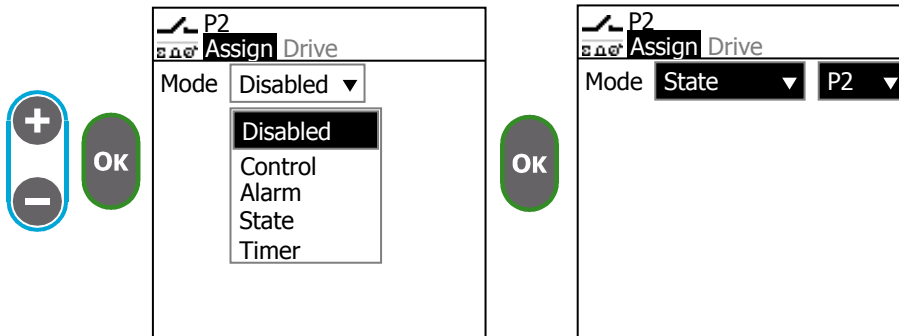 P2
Assign Drive
Mode Disabled ▼
Disabled
Control
Alarm
State
Timer
+
−
OK
OK
P2
Assign Drive
Mode State ▼ P2 ▼